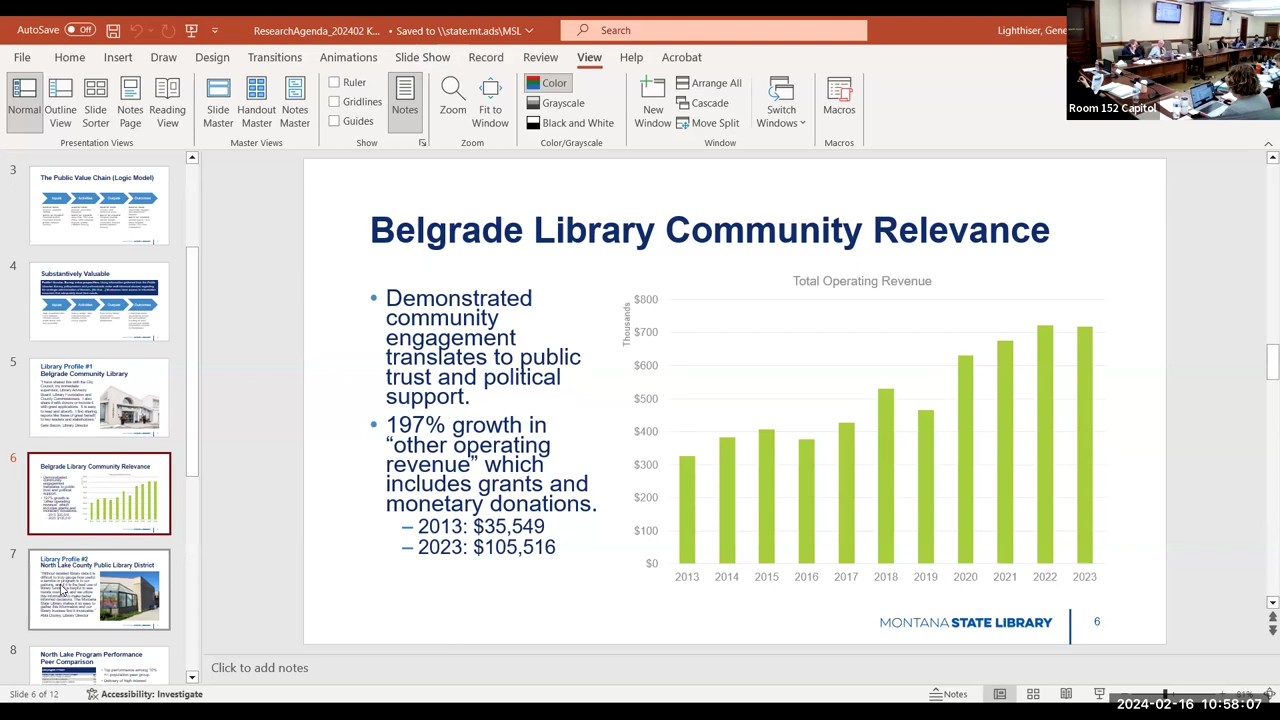 AutoSave
Off
ResearchAgenda_202402 K... • Saved to \\state.mt.ads\MSL
Search
Lighthiser, Gene
Room 152 Capitol
File
Home
Insert
Draw
Design
Transitions
Animations
Slide Show
Record
Review
View
Help
Acrobat
Normal
Outline View
Slide Sorter
Notes Page
Reading View
Presentation Views
Slide Master
Handout Master
Notes Master
Master Views
Ruler
Gridlines
Guides
Show
Notes
Zoom
Fit to Window
Zoom
Color
Grayscale
Black and White
Color/Grayscale
New Window
Arrange All
Cascade
Move Split
Window
Switch Windows
Macros
Macros
3
The Public Value Chain (Logic Model)
4
Substantively Valuable
5
Library Profile #1
Belgrade Community Library
6
Belgrade Library Community Relevance
7
Library Profile #2
North Lake County Public Library District
8
North Lake Program Performance
Peer Comparison
Belgrade Library Community Relevance
• Demonstrated
community
engagement
translates to public
trust and political
support.
• 197% growth in
“other operating
revenue” which
includes grants and
monetary donations.
– 2013: $35,549
– 2023: $105,516
Total Operating Revenue
Thousands
$800
$700
$600
$500
$400
$300
$200
$100
$0
2013 2014 2015 2016 2017 2018 2019 2020 2021 2022 2023
MONTANA STATE LIBRARY
6
Click to add notes
Slide 6 of 12
Accessibility: Investigate
Notes
81%
2024-02-16 10:58:07